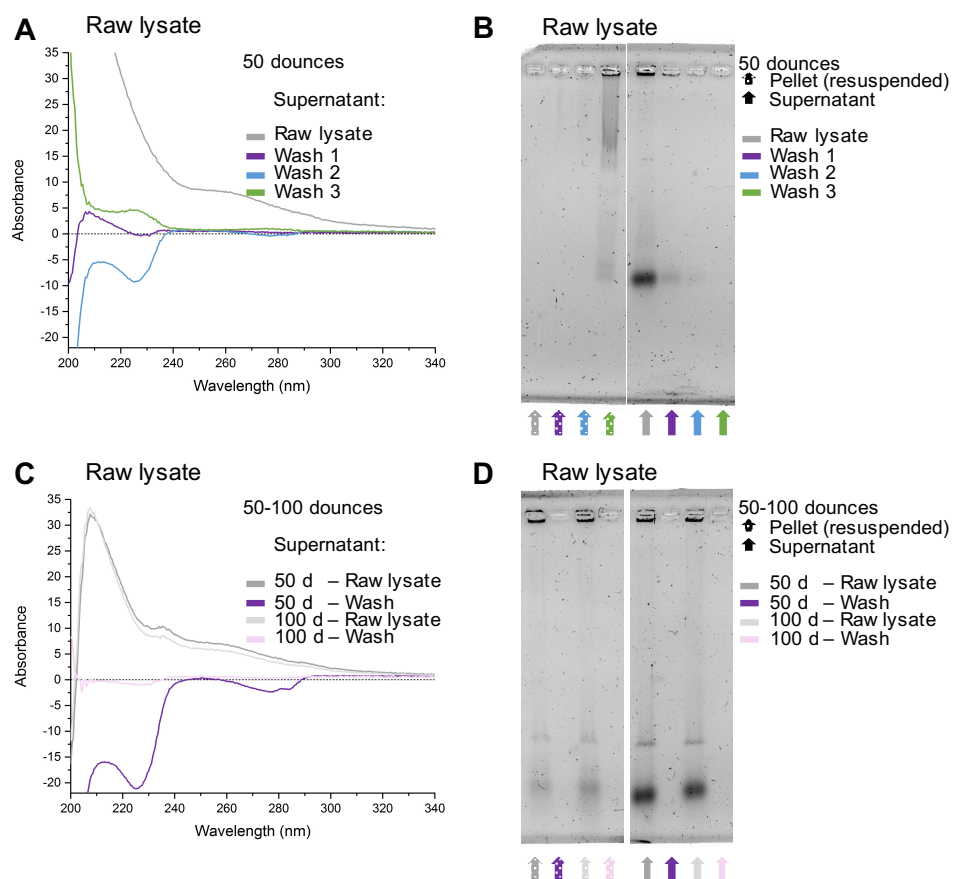 A
Raw lysate
50 dounces
Supernatant:
Raw lysate
Wash 1
Wash 2
Wash 3
Absorbance
35
30
25
20
15
10
5
0
-5
-10
-15
-20
200
220
240
260
280
300
320
340
Wavelength (nm)
B
Raw lysate
50 dounces
Pellet (resuspended)
Supernatant
Raw lysate
Wash 1
Wash 2
Wash 3
C
Raw lysate
50-100 dounces
Supernatant:
50 d – Raw lysate
50 d – Wash
100 d – Raw lysate
100 d – Wash
Absorbance
35
30
25
20
15
10
5
0
-5
-10
-15
-20
200
220
240
260
280
300
320
340
Wavelength (nm)
D
Raw lysate
50-100 dounces
Pellet (resuspended)
Supernatant
50 d – Raw lysate
50 d – Wash
100 d – Raw lysate
100 d – Wash